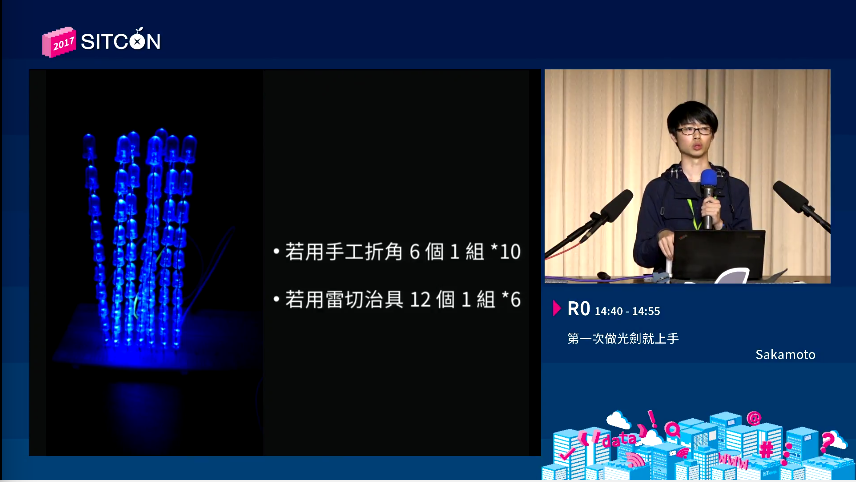 2017 SITCON
• 若用手工折角 6 個 1 組 *10
• 若用雷切治具 12 個 1 組 *6
R0 14:40 - 14:55
第一次做光劍就上手
Sakamoto
data
@
www
#
?